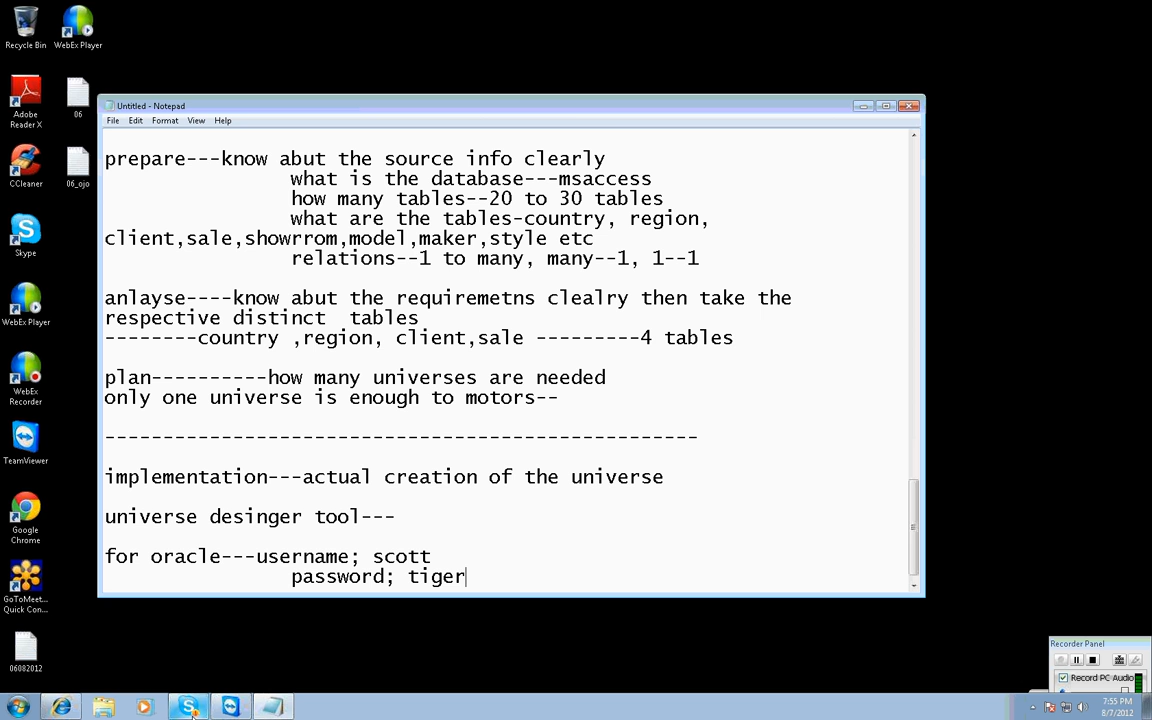 Recycle Bin
WebEx Player
Adobe
Reader X
06
CCleaner
06_ojo
Skype
WebEx Player
WebEx
Recorder
TeamViewer
Google
Chrome
GoToMeet...
Quick Con...
06082012
Untitled - Notepad
File Edit Format View Help
prepare---know abut the source info clearly
what is the database---msaccess
how many tables--20 to 30 tables
what are the tables-country, region,
client,sale,showrrom,model,maker,style etc
relations--1 to many, many--1, 1--1
anlayse----know abut the requiremetns clealry then take the
respective distinct  tables
--------country ,region, client,sale ---------4 tables
plan----------how many universes are needed
only one universe is enough to motors--
---------------------------------------------------
implementation---actual creation of the universe
universe desinger tool---
for oracle---username; scott
password; tiger
Recorder Panel
Record PC Audio
7:55 PM
8/7/2012